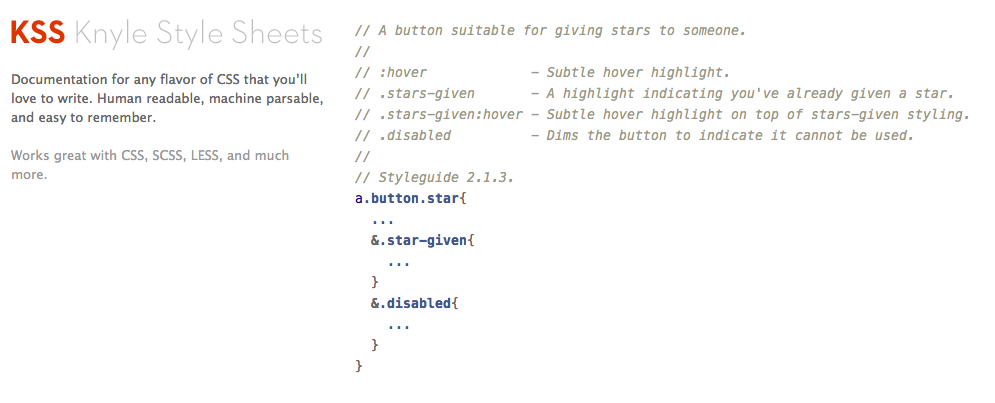 KSS Knyle Style Sheets
Documentation for any flavor of CSS that you'll
love to write. Human readable, machine parsable,
and easy to remember.
Works great with CSS, SCSS, LESS, and much
more.
// A button suitable for giving stars to someone.
//
// :hover             – Subtle hover highlight.
// .stars-given       – A highlight indicating you've already given a star.
// .stars-given:hover – Subtle hover highlight on top of stars-given styling.
// .disabled          – Dims the button to indicate it cannot be used.
//
// Styleguide 2.1.3.
a.button.star{
  ...
  &.star-given{
    ...
  }
  &.disabled{
    ...
  }
}